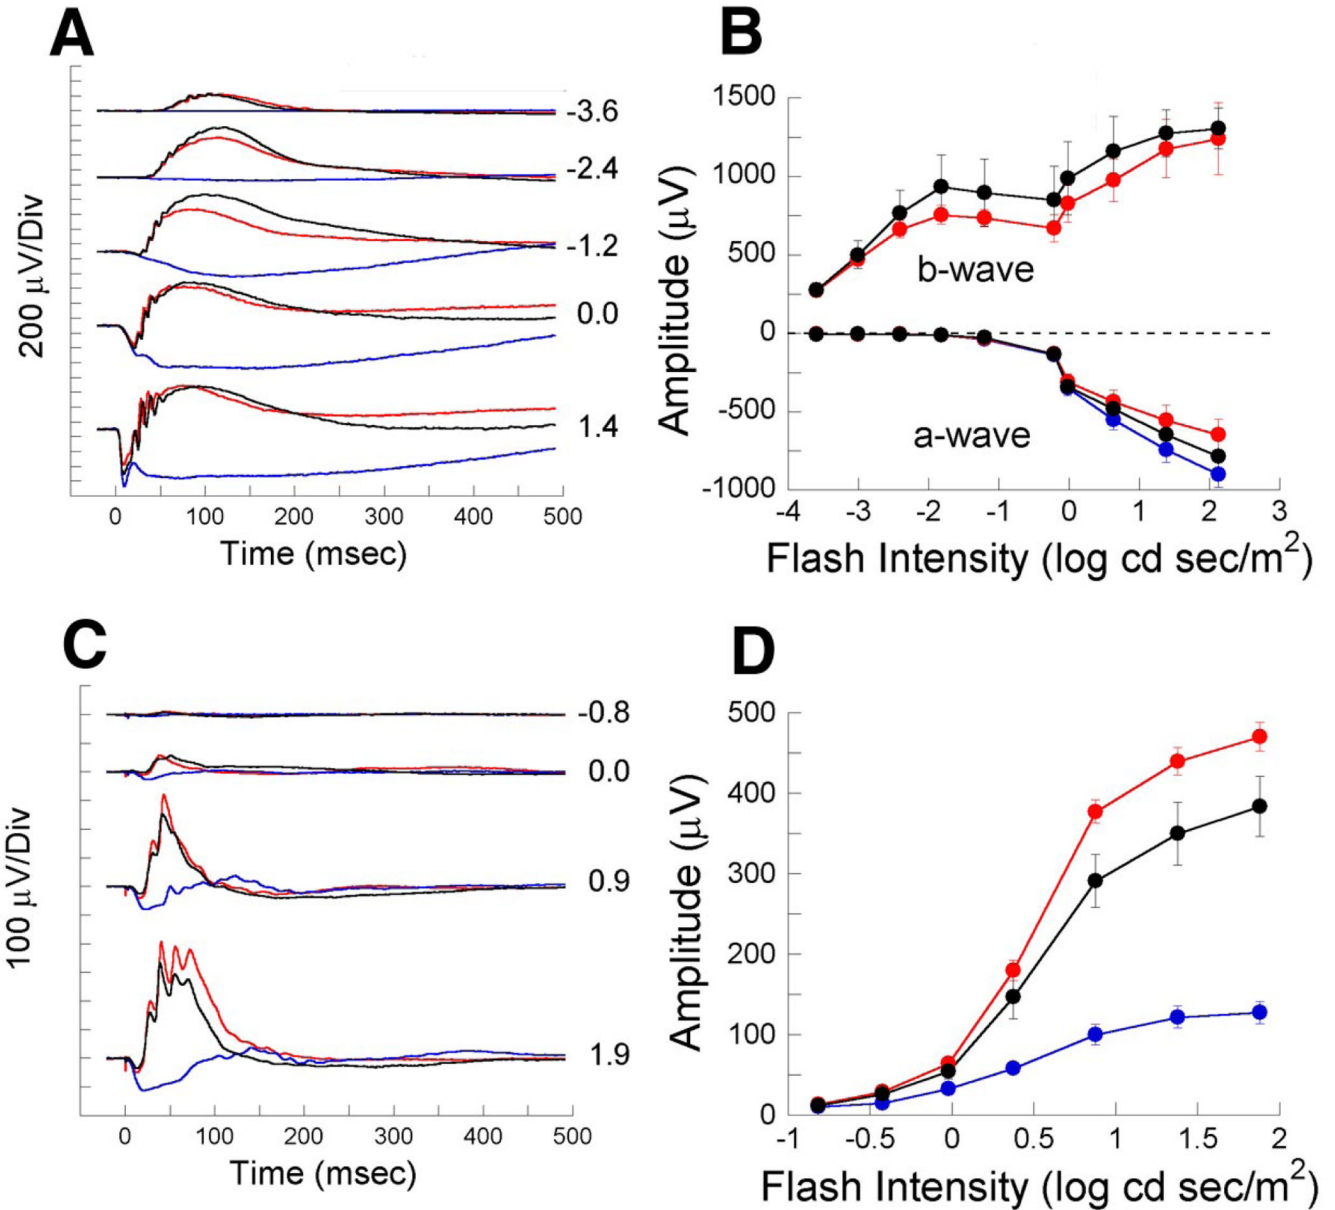 A
-3.6
-2.4
-1.2
0.0
1.4
200 μV/Div
0 100 200 300 400 500
Time (msec)
B
1500
1000
500
0
-500
-1000
Amplitude (μV)
b-wave
a-wave
-4 -3 -2 -1 0 1 2 3
Flash Intensity (log cd sec/m²)
C
-0.8
0.0
0.9
1.9
100 μV/Div
0 100 200 300 400 500
Time (msec)
D
500
400
300
200
100
0
Amplitude (μV)
-1 -0.5 0 0.5 1 1.5 2
Flash Intensity (log cd sec/m²)